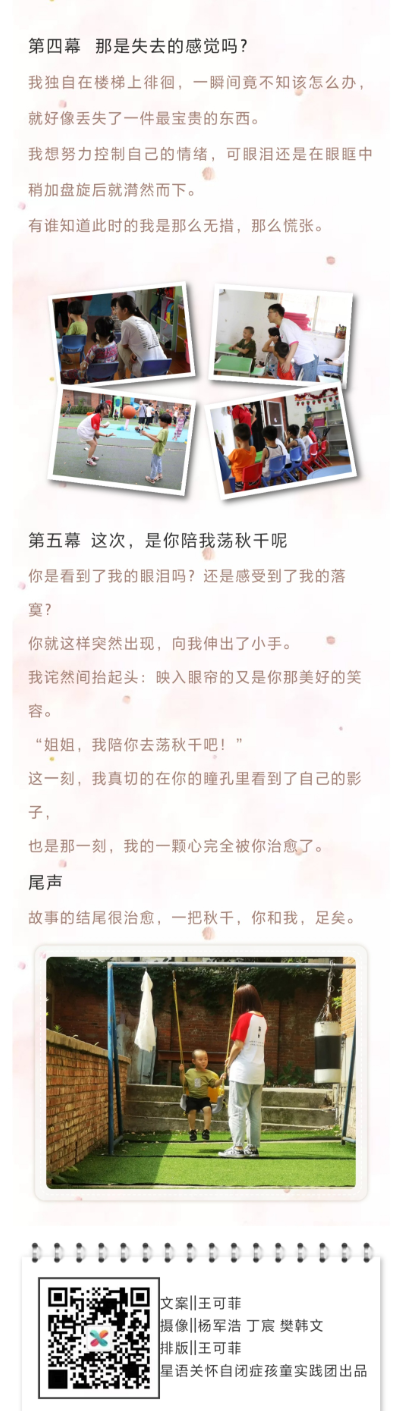 第四幕 那是失去的感觉吗？
我独自在楼梯上徘徊，一瞬间竟不知该怎么办，
就好像丢失了一件最宝贵的东西。
我想努力控制自己的情绪，可眼泪还是在眼眶中
稍加盘旋后就潸然而下。
有谁知道此时的我是那么无措，那么慌张。
第五幕 这次，是你陪我荡秋千呢
你是看到了我的眼泪吗？还是感受到了我的落
寞？
你就这样突然出现，向我伸出了小手。
我诧然间抬起头：映入眼帘的又是你那美好的笑
容。
“姐姐，我陪你去荡秋千吧！”
这一刻，我真切的在你的瞳孔里看到了自己的影
子，
也是那一刻，我的一颗心完全被你治愈了。
尾声
故事的结尾很治愈，一把秋千，你和我，足矣。
文案||王可菲
摄像||杨军浩 丁宸 樊韩文
排版||王可菲
星语关怀自闭症孩童实践团出品